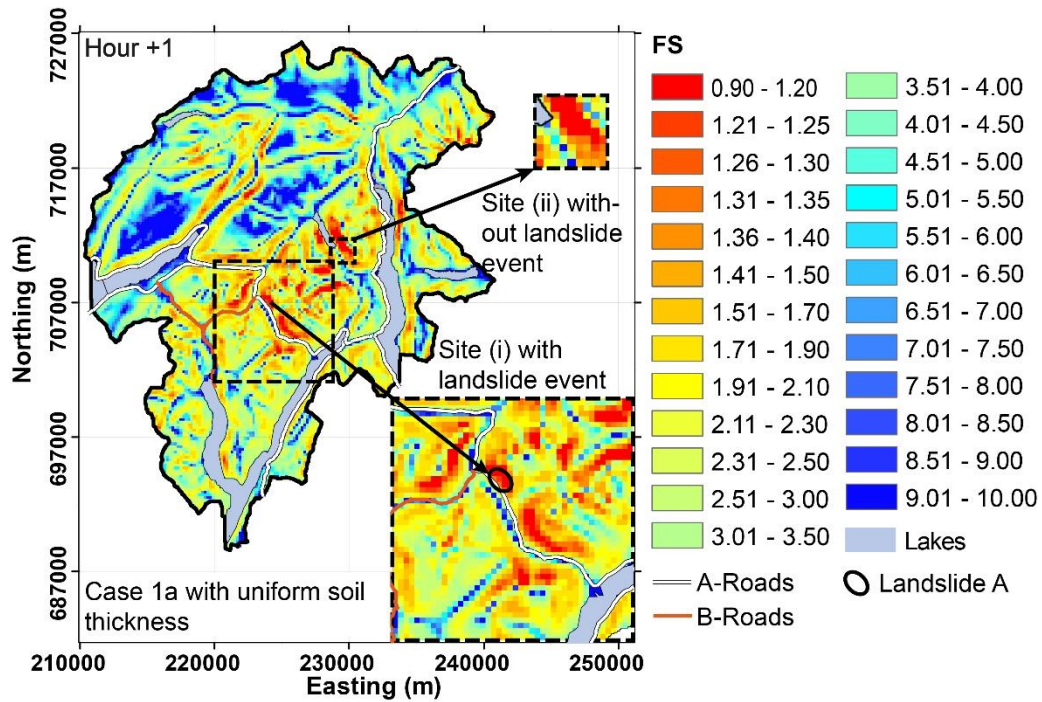 Hour +1
Site (ii) with-
out landslide
event
Site (i) with
landslide event
Case 1a with uniform soil
thickness
Northing (m)
727000
717000
707000
697000
687000
210000
220000
230000
240000
250000
Easting (m)
FS
0.90 - 1.20
1.21 - 1.25
1.26 - 1.30
1.31 - 1.35
1.36 - 1.40
1.41 - 1.50
1.51 - 1.70
1.71 - 1.90
1.91 - 2.10
2.11 - 2.30
2.31 - 2.50
2.51 - 3.00
3.01 - 3.50
3.51 - 4.00
4.01 - 4.50
4.51 - 5.00
5.01 - 5.50
5.51 - 6.00
6.01 - 6.50
6.51 - 7.00
7.01 - 7.50
7.51 - 8.00
8.01 - 8.50
8.51 - 9.00
9.01 - 10.00
Lakes
A-Roads
B-Roads
Landslide A